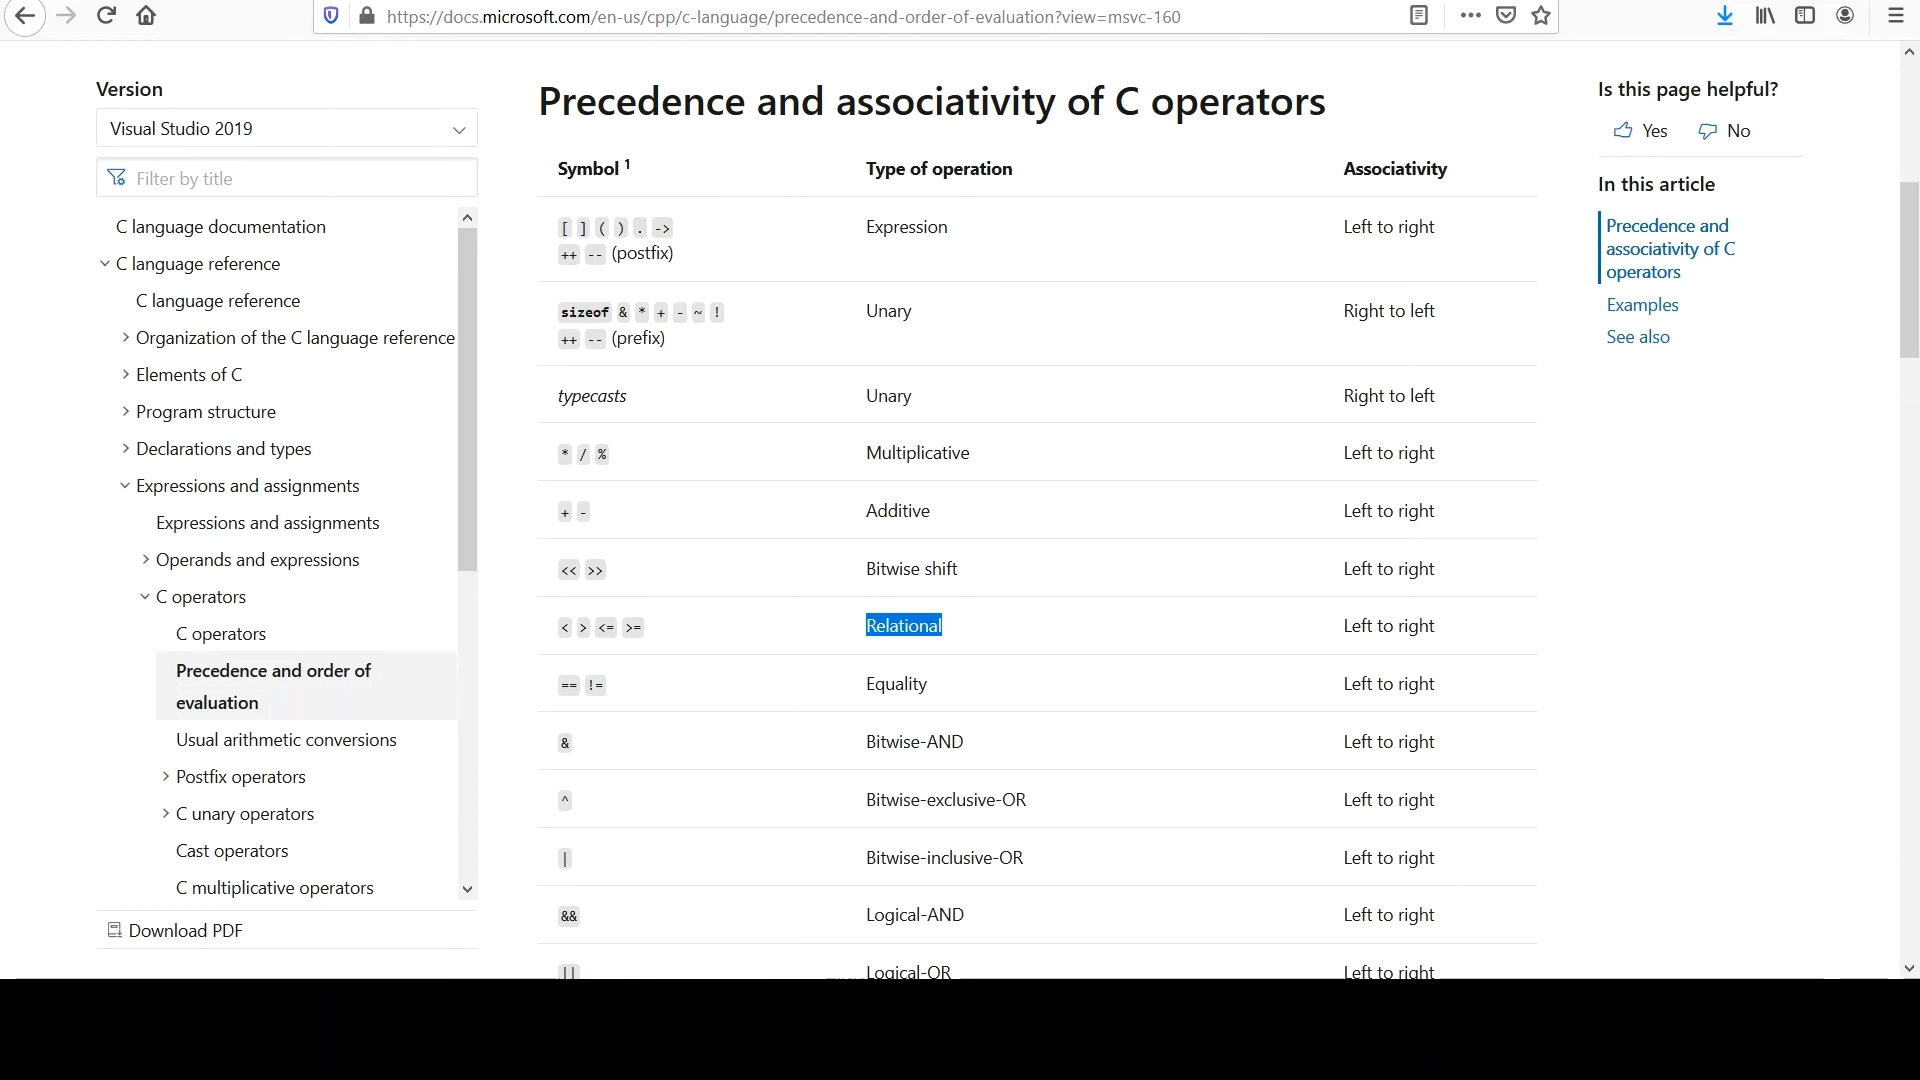 https://docs.microsoft.com/en-us/cpp/c-language/precedence-and-order-of-evaluation?view=msvc-160
Version
Visual Studio 2019
Filter by title
C language documentation
C language reference
C language reference
Organization of the C language reference
Elements of C
Program structure
Declarations and types
Expressions and assignments
Expressions and assignments
Operands and expressions
C operators
C operators
Precedence and order of
evaluation
Usual arithmetic conversions
Postfix operators
C unary operators
Cast operators
C multiplicative operators
Download PDF
Precedence and associativity of C operators
Symbol 1 Type of operation Associativity
[ ] ( ) . -> Expression Left to right
++ -- (postfix)
sizeof & * + - ~ ! Unary Right to left
++ -- (prefix)
typecasts Unary Right to left
* / % Multiplicative Left to right
+ - Additive Left to right
<< >> Bitwise shift Left to right
< > <= >= Relational Left to right
== != Equality Left to right
& Bitwise-AND Left to right
^ Bitwise-exclusive-OR Left to right
| Bitwise-inclusive-OR Left to right
&& Logical-AND Left to right
|| Logical-OR Left to right
Is this page helpful?
Yes No
In this article
Precedence and
associativity of C
operators
Examples
See also